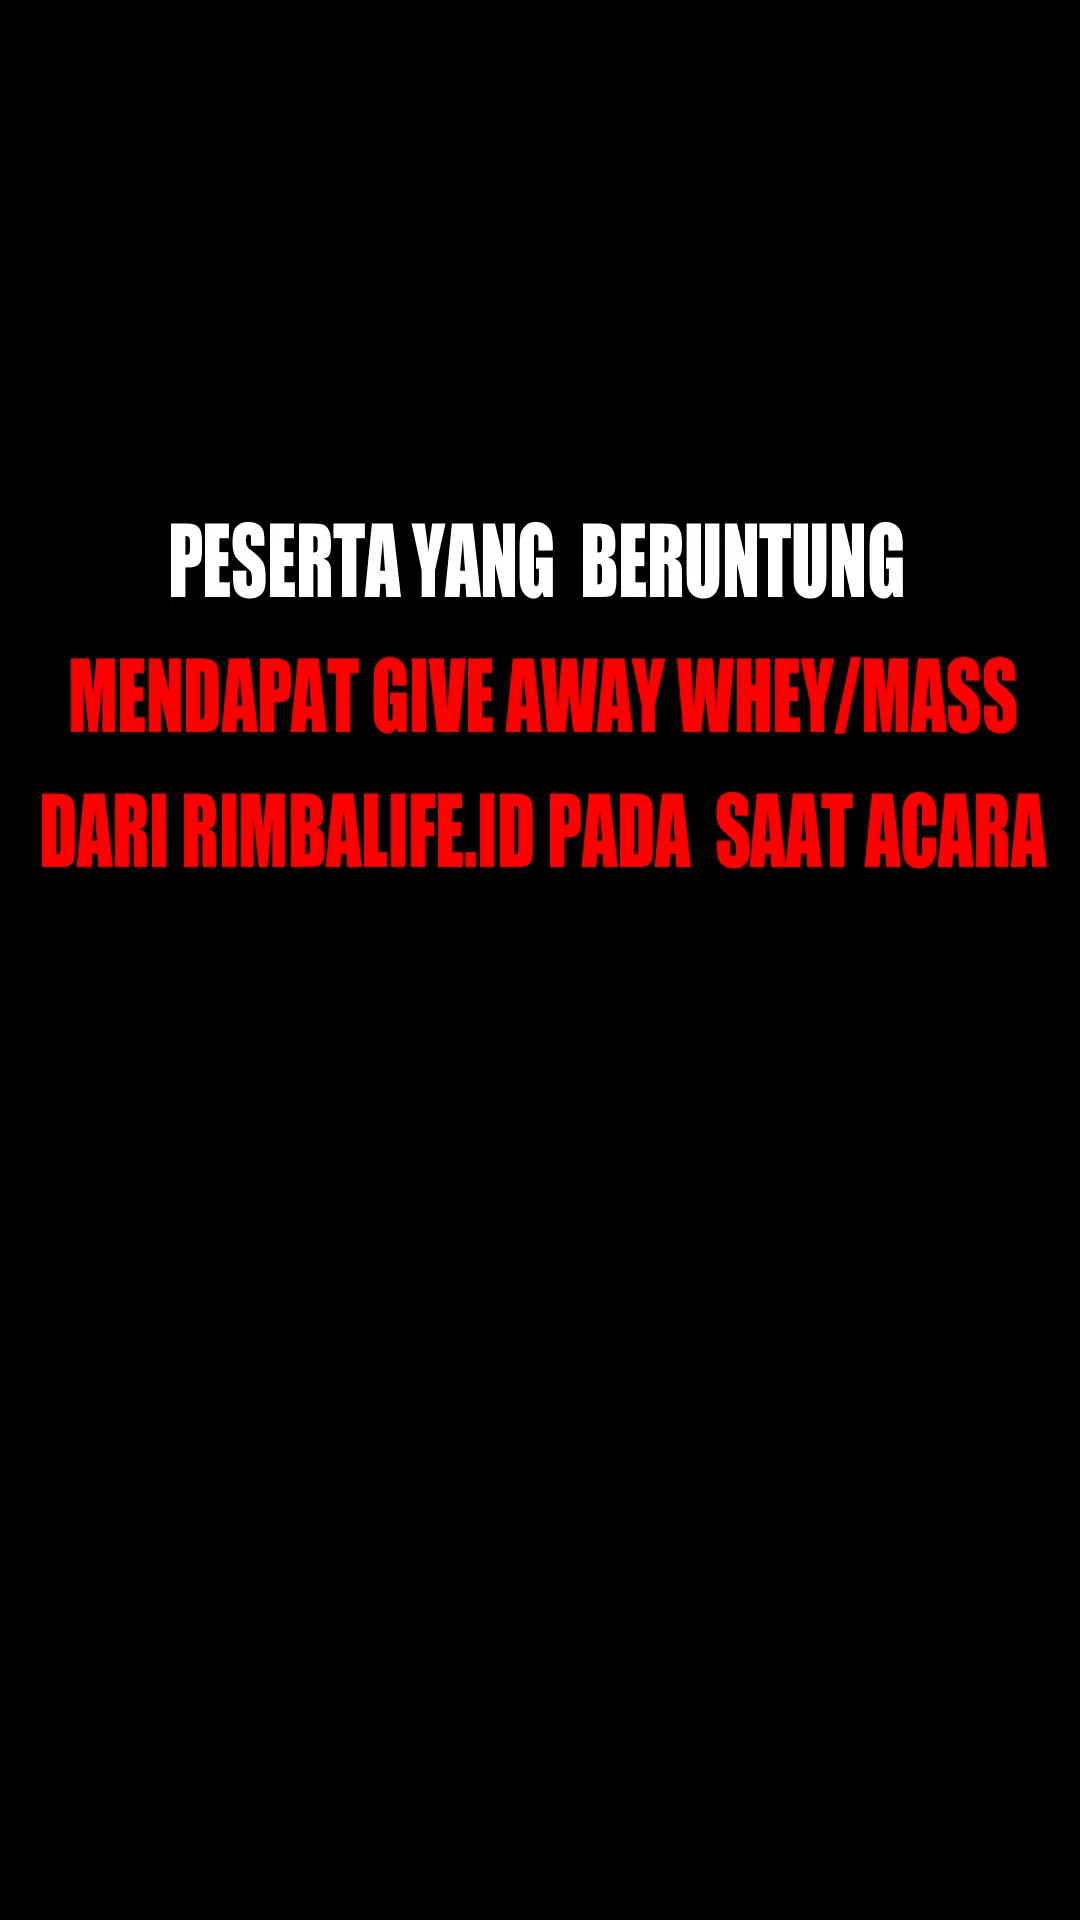 PESERTA YANG BERUNTUNG
MENDAPAT GIVE AWAY WHEY/MASS
DARI RIMBALIFE.ID PADA SAAT ACARA